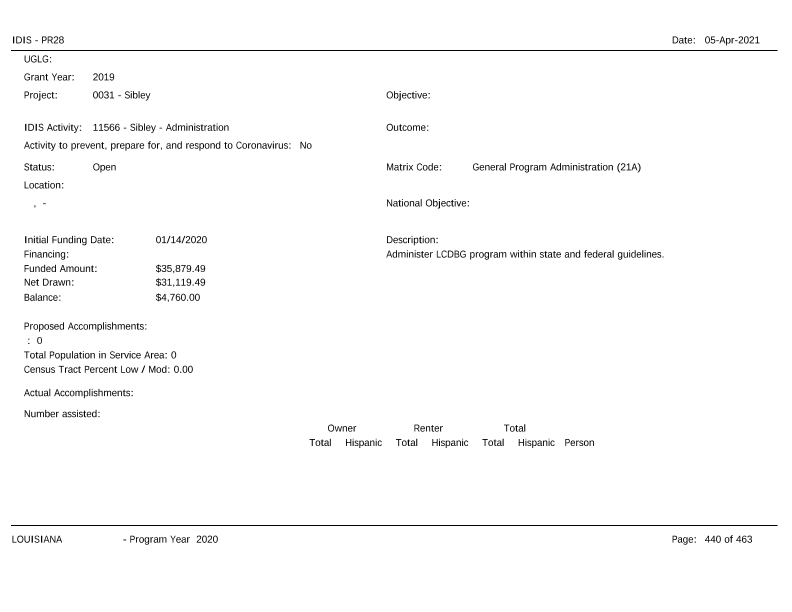 IDIS - PR28 Date: 05-Apr-2021
UGLG:
Grant Year: 2019
Project: 0031 - Sibley Objective:
IDIS Activity: 11566 - Sibley - Administration Outcome:
Activity to prevent, prepare for, and respond to Coronavirus: No
Status: Open Matrix Code: General Program Administration (21A)
Location:
, - National Objective:
Initial Funding Date: 01/14/2020 Description:
Financing: Administer LCDBG program within state and federal guidelines.
Funded Amount: $35,879.49
Net Drawn: $31,119.49
Balance: $4,760.00
Proposed Accomplishments:
: 0
Total Population in Service Area: 0
Census Tract Percent Low / Mod: 0.00
Actual Accomplishments:
Number assisted:
Owner Renter Total
Total Hispanic Total Hispanic Total Hispanic Person
LOUISIANA - Program Year 2020 Page: 440 of 463